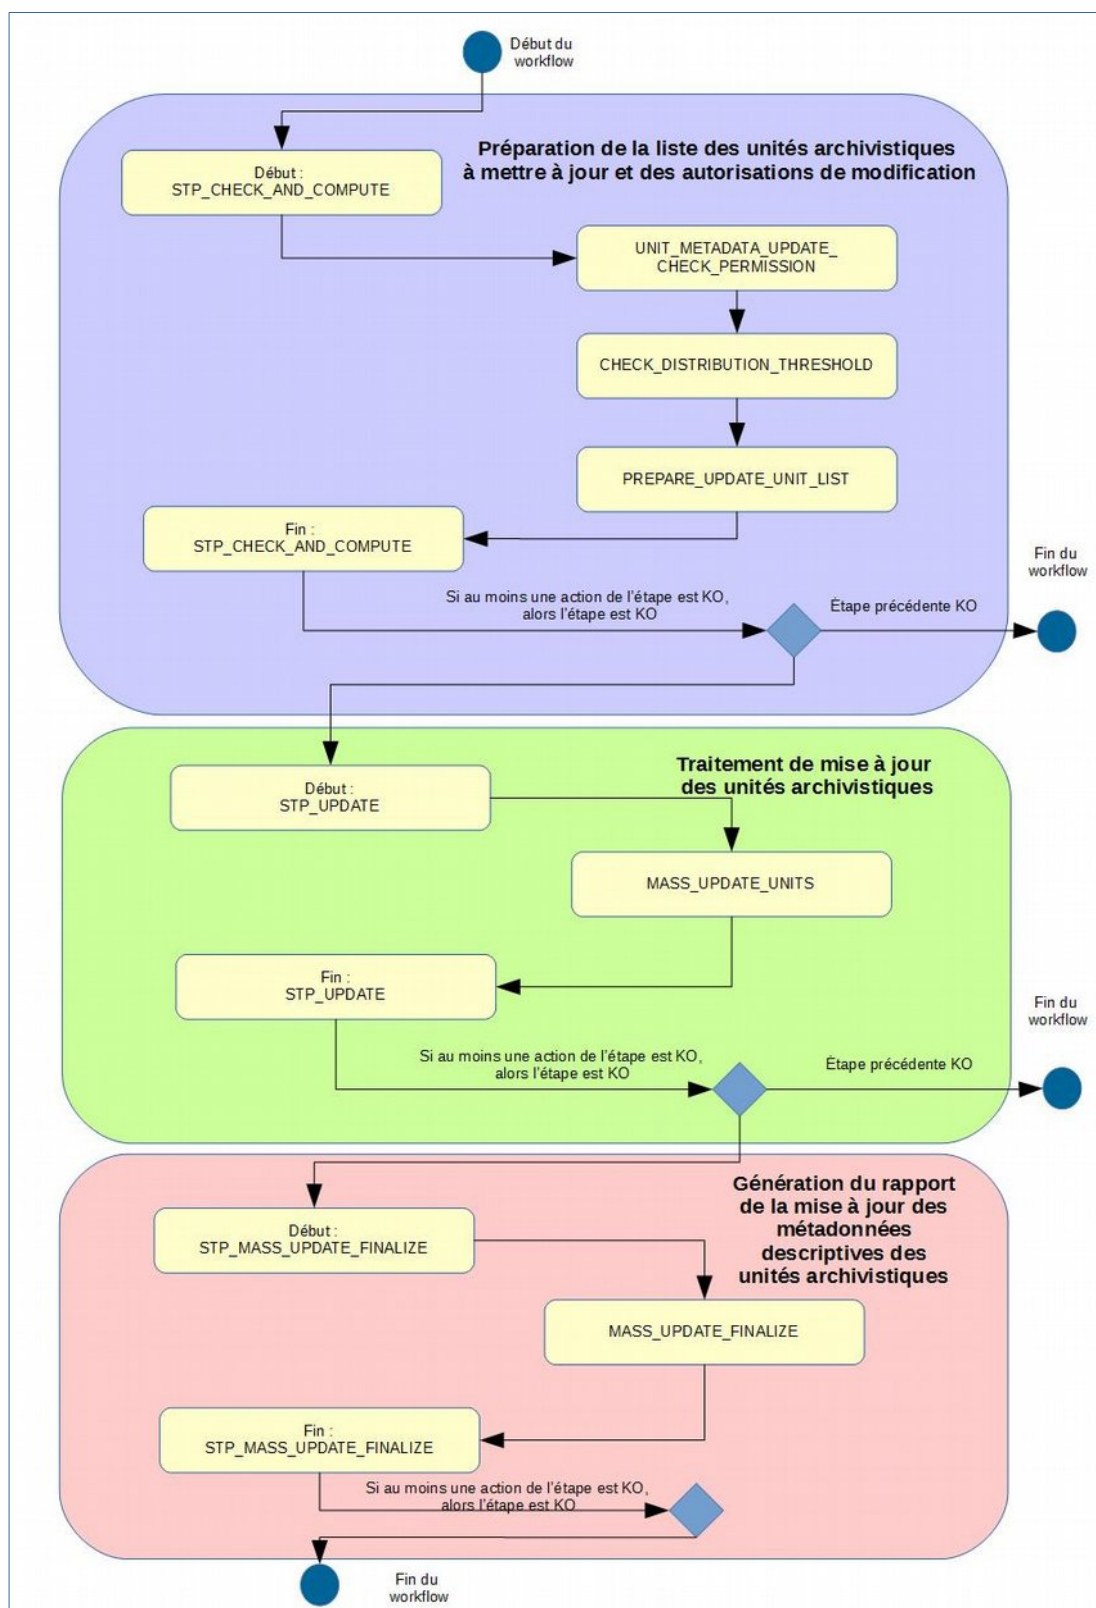 Début du
workflow
Préparation de la liste des unités archivistiques
à mettre à jour et des autorisations de modification
Début :
STP_CHECK_AND_COMPUTE
UNIT_METADATA_UPDATE_
CHECK_PERMISSION
CHECK_DISTRIBUTION_THRESHOLD
PREPARE_UPDATE_UNIT_LIST
Fin :
STP_CHECK_AND_COMPUTE
Si au moins une action de l'étape est KO,
alors l'étape est KO
Étape précédente KO
Fin du
workflow
Traitement de mise à jour
des unités archivistiques
Début :
STP_UPDATE
MASS_UPDATE_UNITS
Fin :
STP_UPDATE
Si au moins une action de l'étape est KO,
alors l'étape est KO
Étape précédente KO
Fin du
workflow
Génération du rapport
de la mise à jour des
métadonnées
descriptives des
unités archivistiques
Début :
STP_MASS_UPDATE_FINALIZE
MASS_UPDATE_FINALIZE
Fin :
STP_MASS_UPDATE_FINALIZE
Si au moins une action de l'étape est KO,
alors l'étape est KO
Fin du
workflow